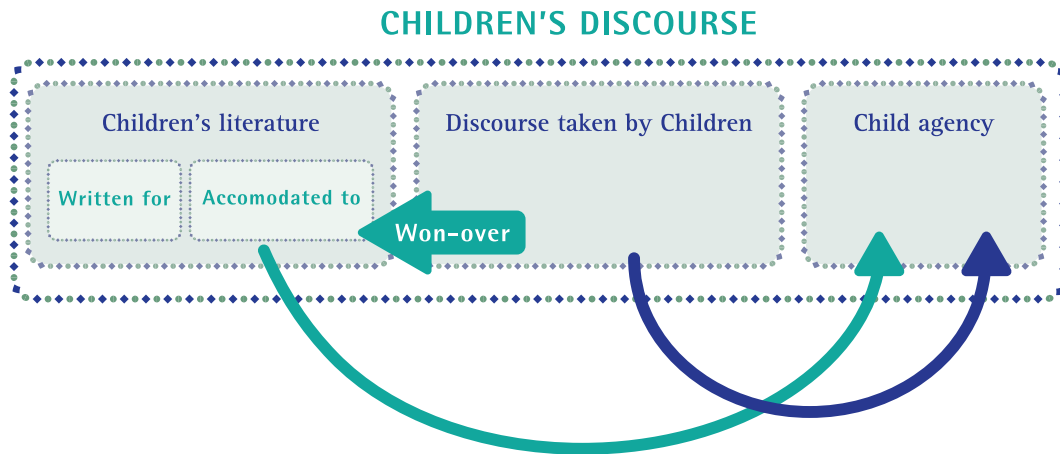 CHILDREN'S DISCOURSE
Children's literature
Discourse taken by Children
Child agency
Written for
Accomodated to
Won-over